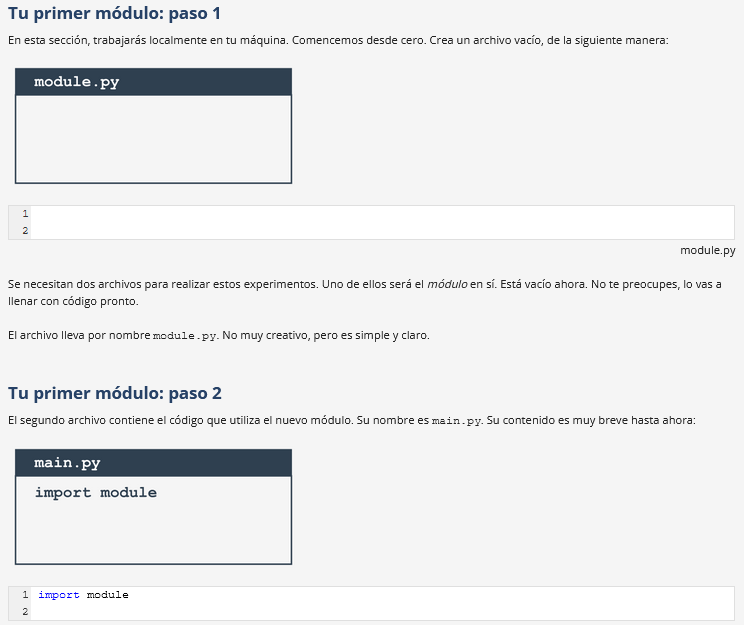 Tu primer módulo: paso 1
En esta sección, trabajarás localmente en tu máquina. Comencemos desde cero. Crea un archivo vacío, de la siguiente manera:
module.py
1
2
module.py
Se necesitan dos archivos para realizar estos experimentos. Uno de ellos será el módulo en sí. Está vacío ahora. No te preocupes, lo vas a
llenar con código pronto.
El archivo lleva por nombre module.py. No muy creativo, pero es simple y claro.
Tu primer módulo: paso 2
El segundo archivo contiene el código que utiliza el nuevo módulo. Su nombre es main.py. Su contenido es muy breve hasta ahora:
main.py
import module
1 import module
2